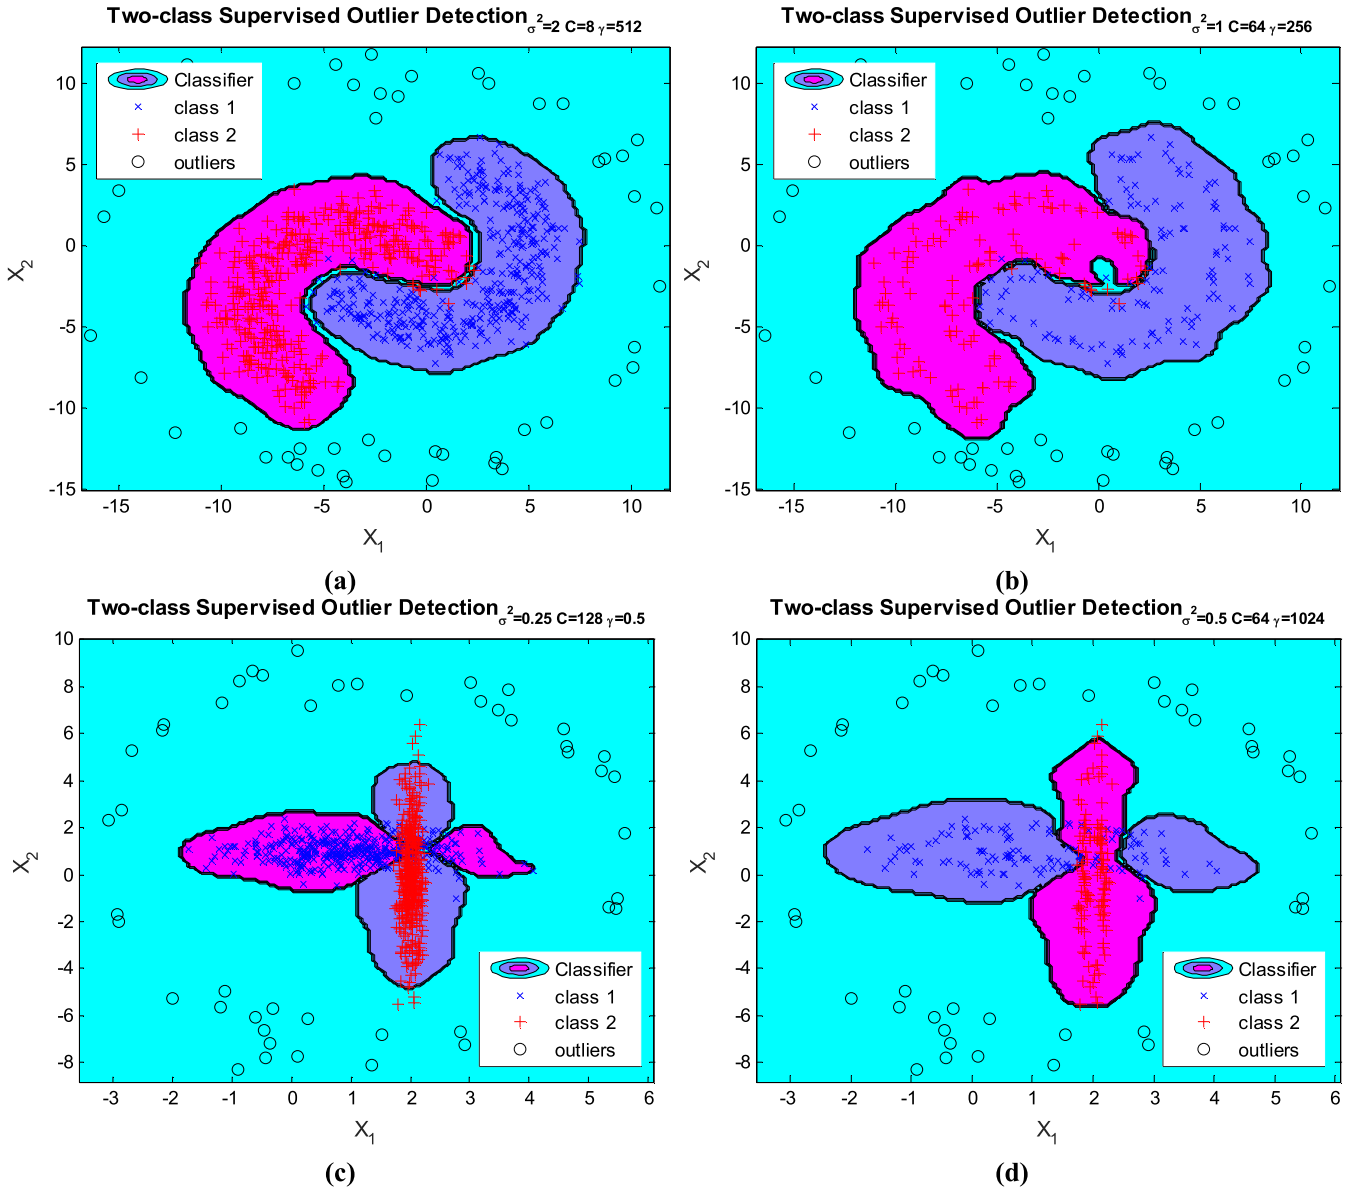 Two-class Supervised Outlier Detection σ²=2 C=8 γ=512
10
5
0
-5
-10
-15
X₂
Classifier
class 1
class 2
outliers
-15 -10 -5 0 5 10
X₁
(a)
Two-class Supervised Outlier Detection σ²=1 C=64 γ=256
10
5
0
-5
-10
-15
X₂
Classifier
class 1
class 2
outliers
-15 -10 -5 0 5 10
X₁
(b)
Two-class Supervised Outlier Detection σ²=0.25 C=128 γ=0.5
10
8
6
4
2
0
-2
-4
-6
-8
X₂
Classifier
class 1
class 2
outliers
-3 -2 -1 0 1 2 3 4 5 6
X₁
(c)
Two-class Supervised Outlier Detection σ²=0.5 C=64 γ=1024
10
8
6
4
2
0
-2
-4
-6
-8
X₂
Classifier
class 1
class 2
outliers
-3 -2 -1 0 1 2 3 4 5 6
X₁
(d)